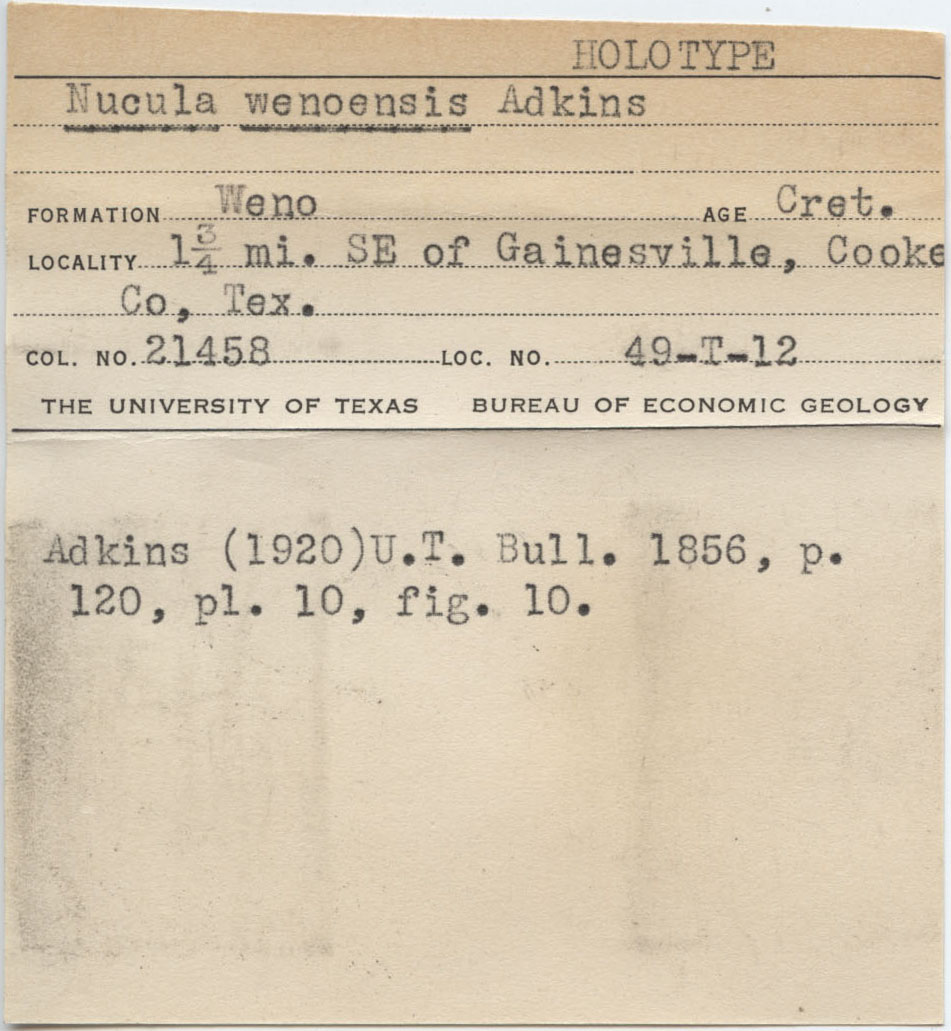 HOLOTYPE
Nucula wenoensis Adkins
FORMATION Weno AGE Cret.
LOCALITY 1 3/4 mi. SE of Gainesville, Cooke
Co, Tex.
COL. NO. 21458 LOC. NO. 49-T-12
THE UNIVERSITY OF TEXAS BUREAU OF ECONOMIC GEOLOGY
Adkins (1920)U.T. Bull. 1856, p.
120, pl. 10, fig. 10.